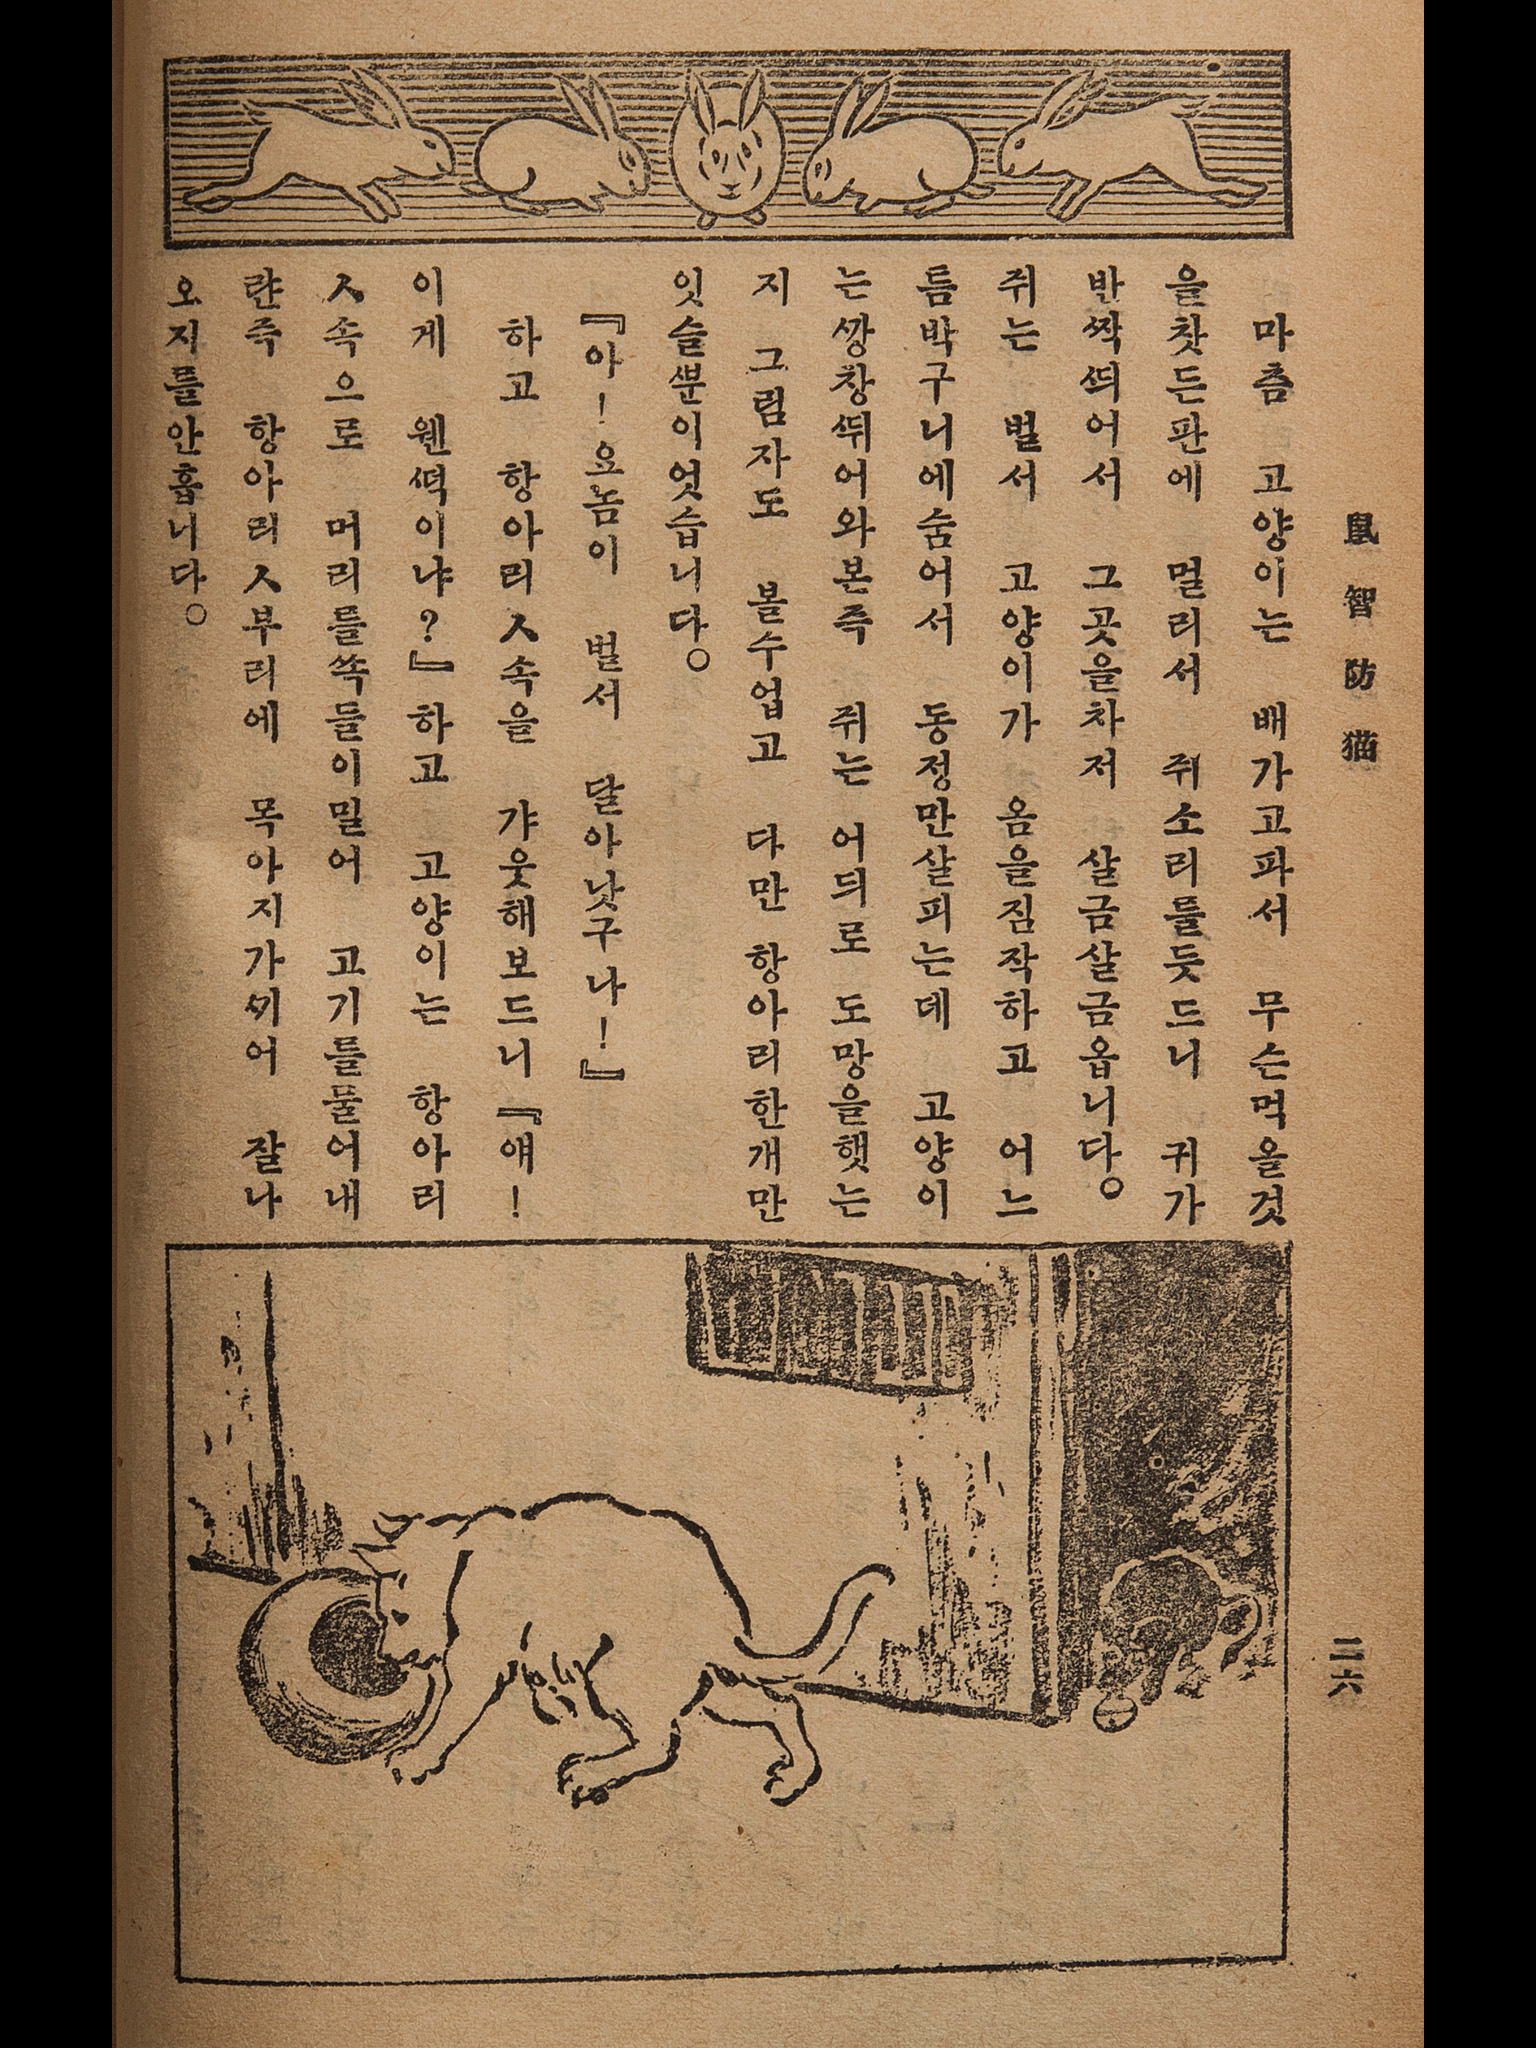 鼠智防猫
二六
마츰 고양이는 배가고파서 무슨먹을것
을찻든판에 멀리서 쥐소리를듯드니 귀가
반짝띄어서 그곳을차저 살금살금옵니다。
쥐는 벌서 고양이가 옴을짐작하고 어느
틈박구니에숨어서 동정만살피는데 고양이
는깡창뛰어와본즉 쥐는 어듸로 도망을햇는
지 그림자도 볼수업고 다만 항아리한개만
잇슬뿐이엇습니다。
『아!요놈이 벌서 달아낫구나!』
하고 항아리ㅅ속을 갸웃해보드니『얘!
이게 웬떡이냐?』하고 고양이는 항아리
ㅅ속으로 머리를쏙들이밀어 고기를물어내
랸즉 항아리ㅅ부리에 목아지가끼어 잘나
오지를안흡니다。